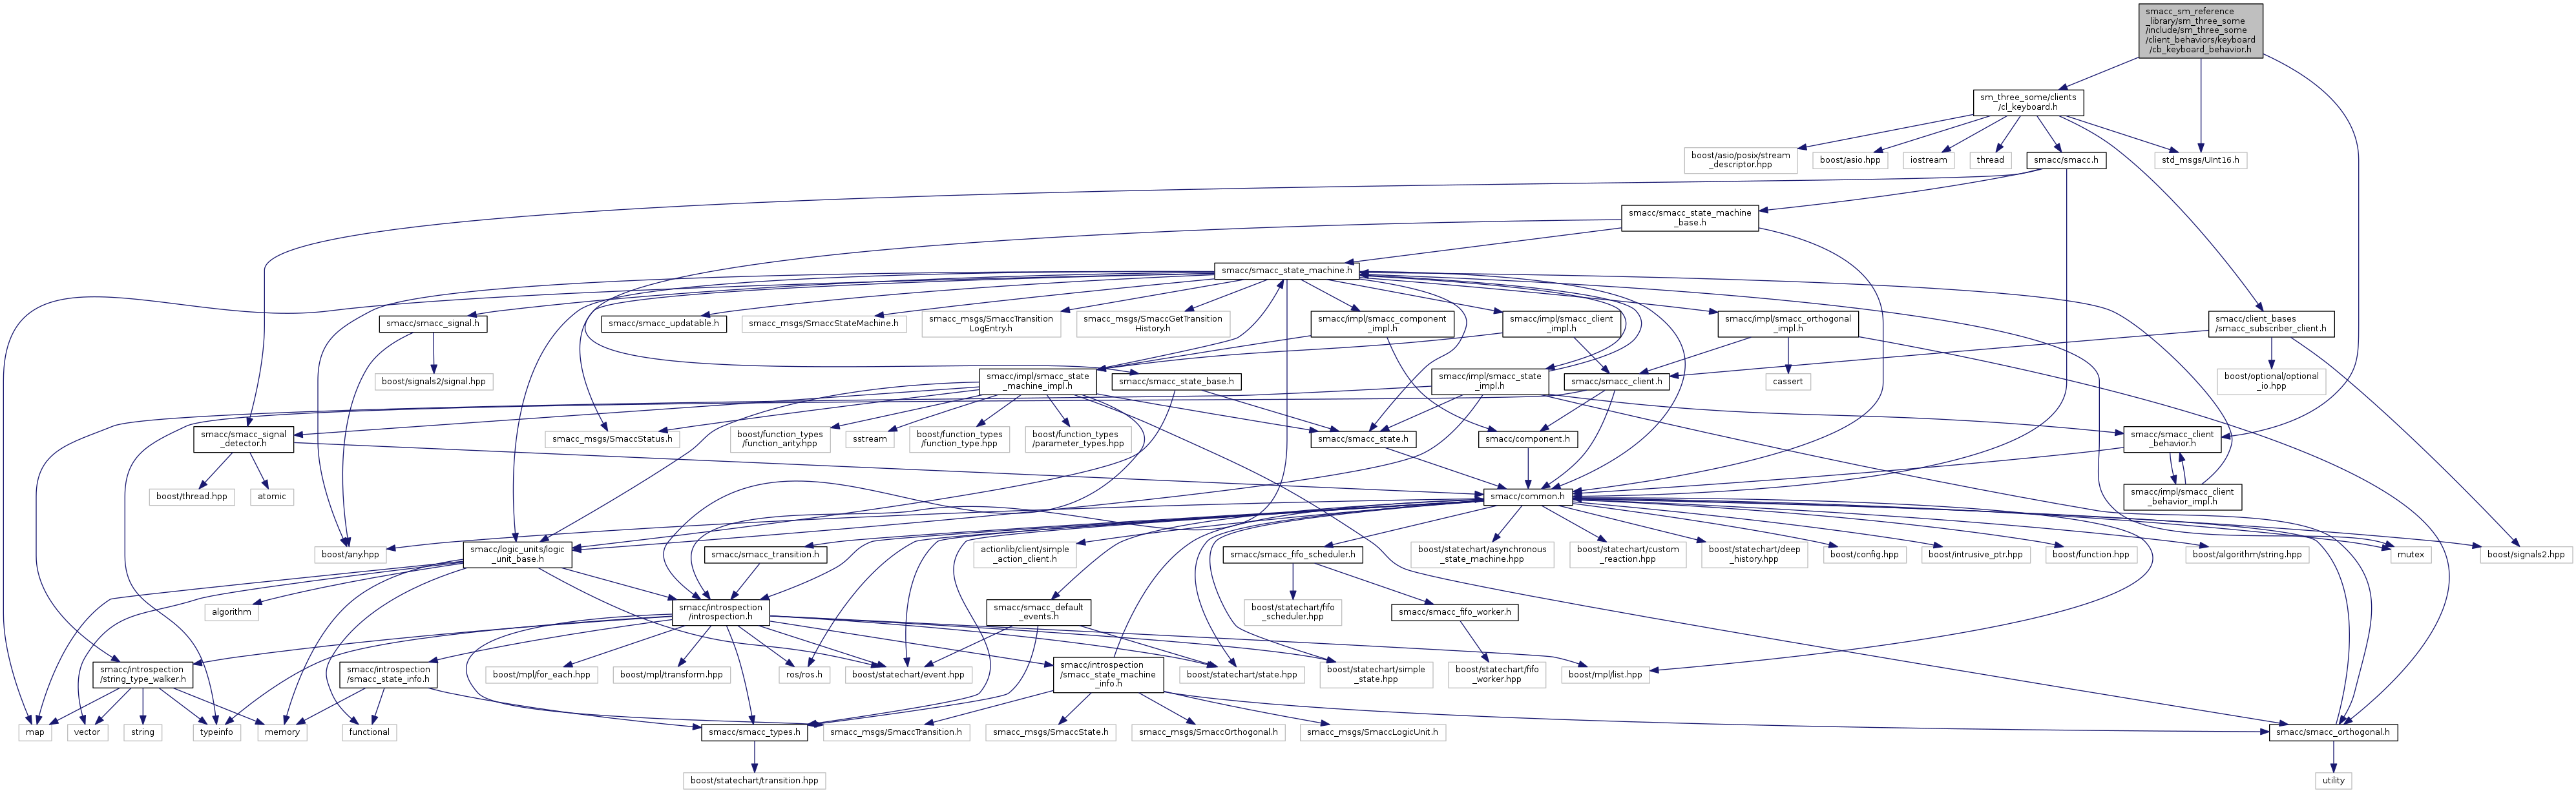 smacc_sm_reference
_library/sm_three_some
/include/sm_three_some
/client_behaviors/keyboard
/cb_keyboard_behavior.h
sm_three_some/clients
/cl_keyboard.h
boost/asio/posix/stream
_descriptor.hpp
boost/asio.hpp
iostream
thread
smacc/smacc.h
std_msgs/UInt16.h
smacc/smacc_state_machine
_base.h
smacc/smacc_state_machine.h
smacc/smacc_signal.h
smacc/smacc_updatable.h
smacc_msgs/SmaccStateMachine.h
smacc_msgs/SmaccTransition
LogEntry.h
smacc_msgs/SmaccGetTransition
History.h
smacc/impl/smacc_component
_impl.h
smacc/impl/smacc_client
_impl.h
smacc/impl/smacc_orthogonal
_impl.h
smacc/client_bases
/smacc_subscriber_client.h
boost/signals2/signal.hpp
smacc/impl/smacc_state
_machine_impl.h
smacc/smacc_state_base.h
smacc/impl/smacc_state
_impl.h
smacc/smacc_client.h
cassert
boost/optional/optional
_io.hpp
smacc/smacc_signal
_detector.h
smacc_msgs/SmaccStatus.h
boost/function_types
/function_arity.hpp
sstream
boost/function_types
/function_type.hpp
boost/function_types
/parameter_types.hpp
smacc/smacc_state.h
smacc/component.h
smacc/smacc_client
_behavior.h
boost/thread.hpp
atomic
smacc/common.h
smacc/impl/smacc_client
_behavior_impl.h
boost/any.hpp
smacc/logic_units/logic
_unit_base.h
smacc/smacc_transition.h
actionlib/client/simple
_action_client.h
smacc/smacc_fifo_scheduler.h
boost/statechart/asynchronous
_state_machine.hpp
boost/statechart/custom
_reaction.hpp
boost/statechart/deep
_history.hpp
boost/config.hpp
boost/intrusive_ptr.hpp
boost/function.hpp
boost/algorithm/string.hpp
mutex
boost/signals2.hpp
algorithm
smacc/introspection
/introspection.h
smacc/smacc_default
_events.h
boost/statechart/fifo
_scheduler.hpp
smacc/smacc_fifo_worker.h
smacc/introspection
/string_type_walker.h
smacc/introspection
/smacc_state_info.h
boost/mpl/for_each.hpp
boost/mpl/transform.hpp
ros/ros.h
boost/statechart/event.hpp
smacc/introspection
/smacc_state_machine
_info.h
boost/statechart/state.hpp
boost/statechart/simple
_state.hpp
boost/statechart/fifo
_worker.hpp
boost/mpl/list.hpp
map
vector
string
typeinfo
memory
functional
smacc/smacc_types.h
smacc_msgs/SmaccTransition.h
smacc_msgs/SmaccState.h
smacc_msgs/SmaccOrthogonal.h
smacc_msgs/SmaccLogicUnit.h
smacc/smacc_orthogonal.h
boost/statechart/transition.hpp
utility